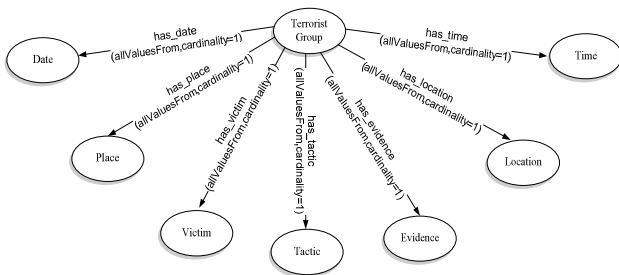 Terrorist
Group
has_date
(allValuesFrom,cardinality=1)
has_time
(allValuesFrom,cardinality=1)
Date
Time
has_place
(allValuesFrom,cardinality=1)
has_location
(allValuesFrom,cardinality=1)
has_victim
(allValuesFrom,cardinality=1)
has_tactic
(allValuesFrom,cardinality=1)
has_evidence
(allValuesFrom,cardinality=1)
Place
Location
Victim
Tactic
Evidence